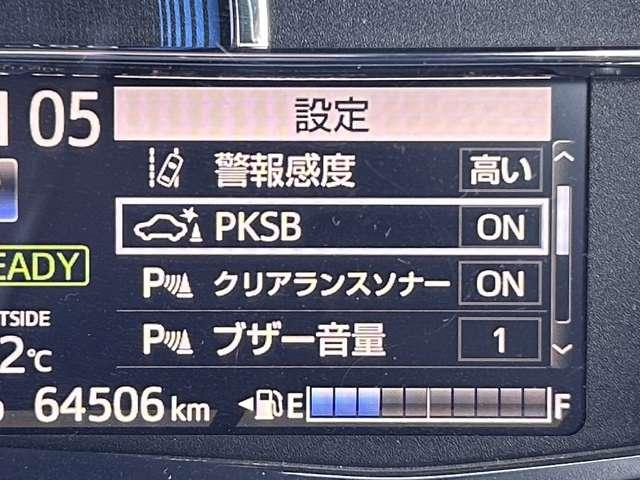 05
設定
警報感度 高い
PKSB ON
EADY
P クリアランスソナー ON
TSIDE
2℃
P ブザー音量 1
64506 km
E F